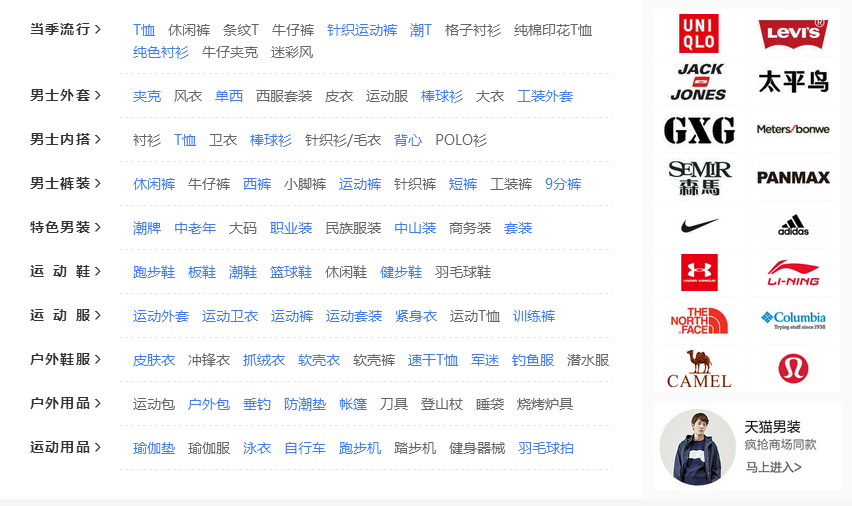 当季流行 > T恤 休闲裤 条纹T 牛仔裤 针织运动裤 潮T 格子衬衫 纯棉印花T恤
纯色衬衫 牛仔夹克 迷彩风
男士外套 > 夹克 风衣 单西 西服套装 皮衣 运动服 棒球衫 大衣 工装外套
男士内搭 > 衬衫 T恤 卫衣 棒球衫 针织衫/毛衣 背心 POLO衫
男士裤装 > 休闲裤 牛仔裤 西裤 小脚裤 运动裤 针织裤 短裤 工装裤 9分裤
特色男装 > 潮牌 中老年 大码 职业装 民族服装 中山装 商务装 套装
运动鞋 > 跑步鞋 板鞋 潮鞋 篮球鞋 休闲鞋 健步鞋 羽毛球鞋
运动服 > 运动外套 运动卫衣 运动裤 运动套装 紧身衣 运动T恤 训练裤
户外鞋服 > 皮肤衣 冲锋衣 抓绒衣 软壳衣 软壳裤 速干T恤 军迷 钓鱼服 潜水服
户外用品 > 运动包 户外包 垂钓 防潮垫 帐篷 刀具 登山杖 睡袋 烧烤炉具
运动用品 > 瑜伽垫 瑜伽服 泳衣 自行车 跑步机 踏步机 健身器械 羽毛球拍
UNI
QLO
LEVI'S®
JACK
JONES
太平鸟
GXG
Meters/bonwe
SEMIR
森馬
PANMAX
adidas
UNDER ARMOUR
LI-NING
THE
NORTH
FACE
Columbia
Trying stuff since 1938
CAMEL
天猫男装
疯抢商场同款
马上进入>